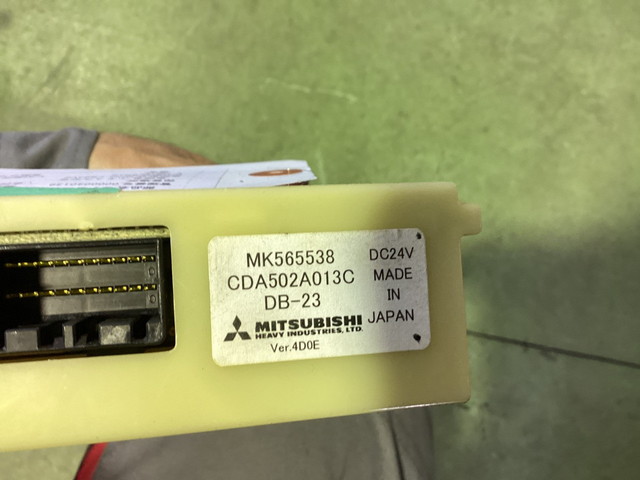 MK565538
CDA502A013C
DB-23
DC24V
MADE
IN
JAPAN
MITSUBISHI
HEAVY INDUSTRIES, LTD.
Ver.4D0E